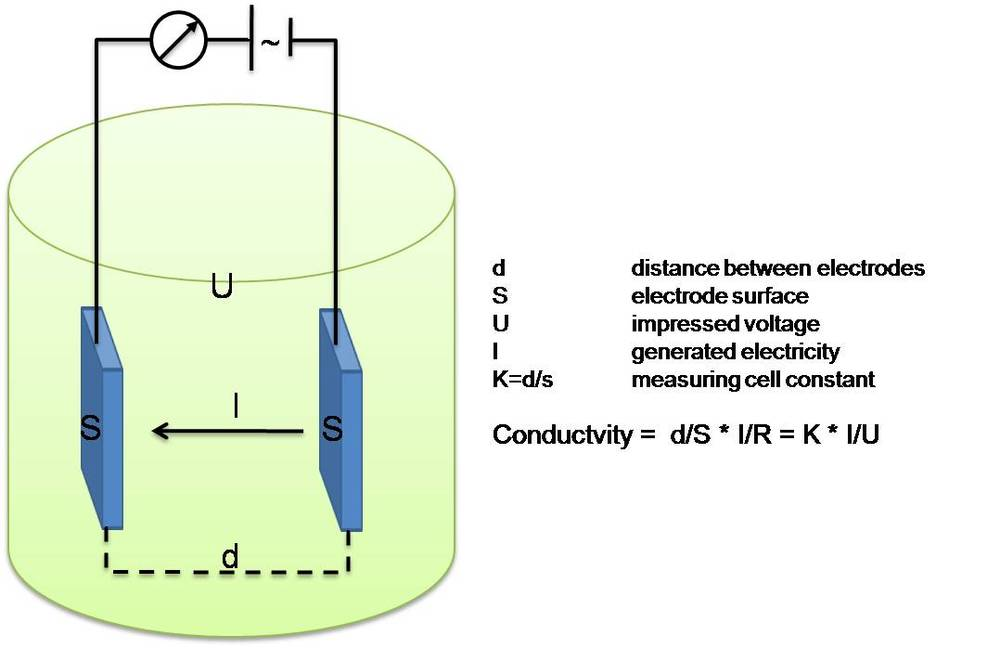 ~
U
I
S
S
d
d distance between electrodes
S electrode surface
U impressed voltage
I generated electricity
K=d/s measuring cell constant
Conductvity = d/S * I/R = K * I/U